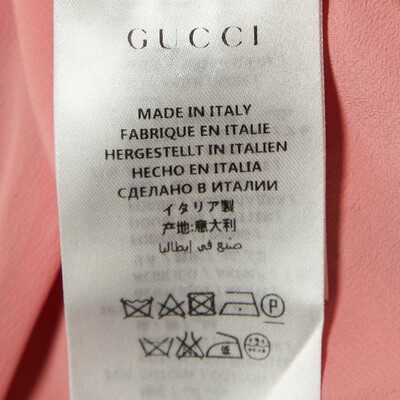 GUCCI
MADE IN ITALY
FABRIQUE EN ITALIE
HERGESTELLT IN ITALIEN
HECHO EN ITALIA
СДЕЛАНО В ИТАЛИИ
イタリア製
产地:意大利
صنع في إيطاليا
P